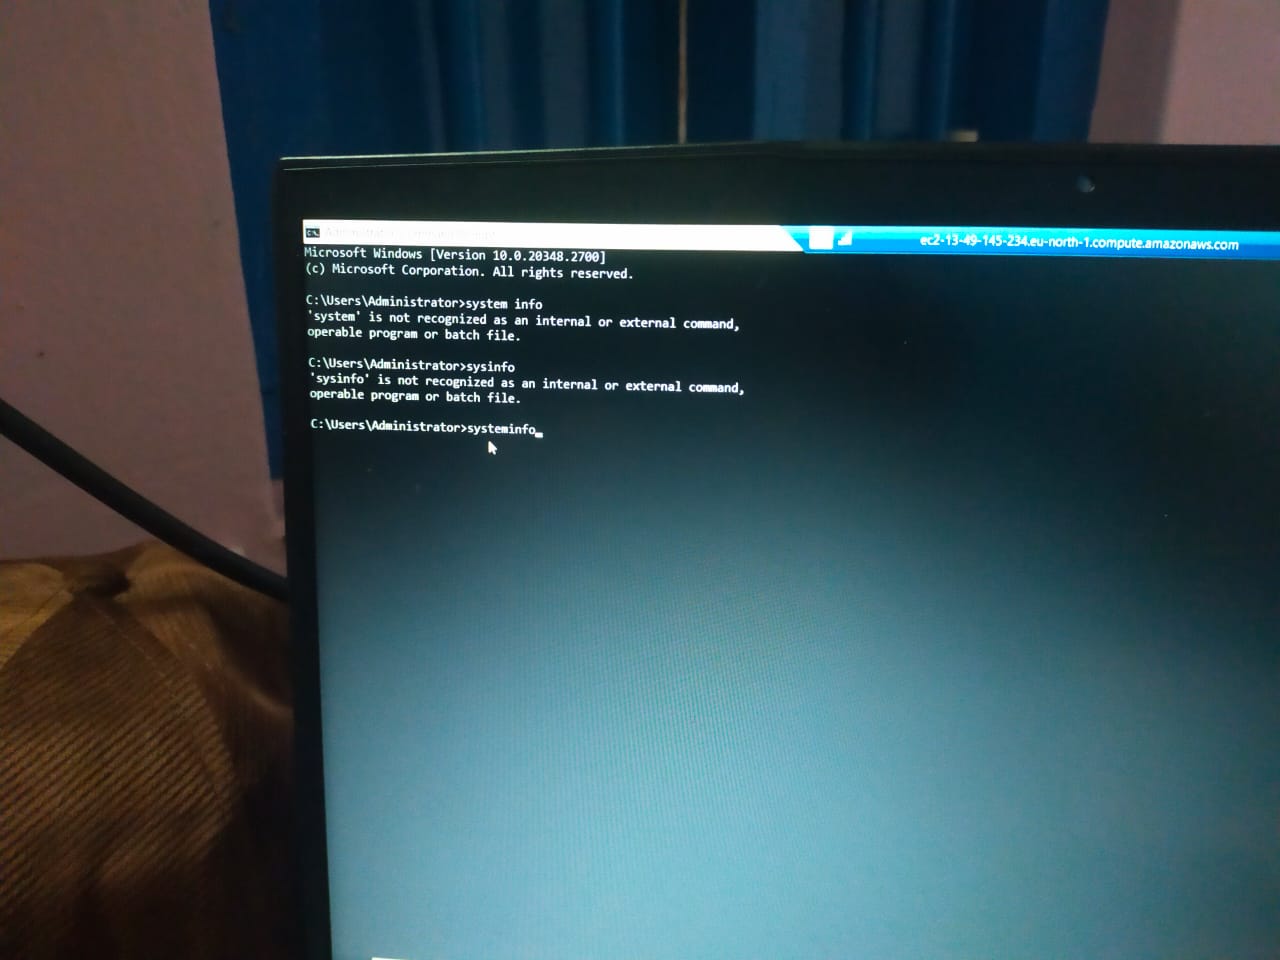 ec2-13-49-145-234.eu-north-1.compute.amazonaws.com
Microsoft Windows [Version 10.0.20348.2700]
(c) Microsoft Corporation. All rights reserved.
C:\Users\Administrator>system info
'system' is not recognized as an internal or external command,
operable program or batch file.
C:\Users\Administrator>sysinfo
'sysinfo' is not recognized as an internal or external command,
operable program or batch file.
C:\Users\Administrator>systeminfo_